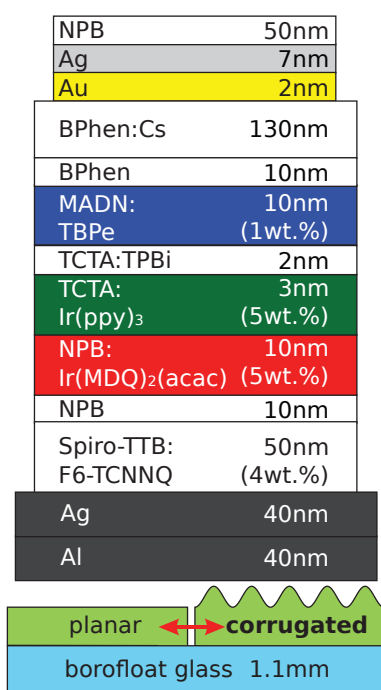 NPB 50nm
Ag 7nm
Au 2nm
BPhen:Cs 130nm
BPhen 10nm
MADN: 10nm
TBPe (1wt.%)
TCTA:TPBi 2nm
TCTA: 3nm
Ir(ppy)₃ (5wt.%)
NPB: 10nm
Ir(MDQ)₂(acac) (5wt.%)
NPB 10nm
Spiro-TTB: 50nm
F6-TCNNQ (4wt.%)
Ag 40nm
Al 40nm
planar corrugated
borofloat glass 1.1mm